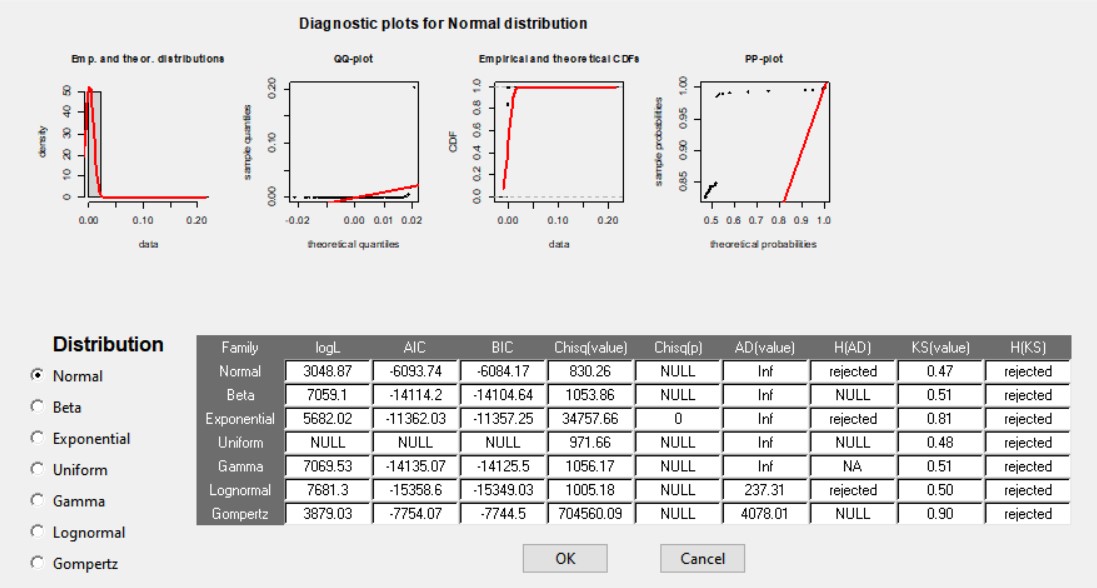 Diagnostic plots for Normal distribution
Emp. and theor. distributions
QQ-plot
Empirical and theoretical CDFs
PP-plot
density
0 10 20 30 40 50
0.00 0.10 0.20
data
sample quantiles
0.00 0.10 0.20
-0.02 0.00 0.01 0.02
theoretical quantiles
CDF
0.0 0.2 0.4 0.6 0.8 1.0
0.00 0.10 0.20
data
sample probabilities
0.85 0.90 0.95 1.00
0.5 0.6 0.7 0.8 0.9 1.0
theoretical probabilities
Distribution
Normal
Beta
Exponential
Uniform
Gamma
Lognormal
Gompertz
Family logL AIC BIC Chisq(value) Chisq(p) AD(value) H(AD) KS(value) H(KS)
Normal 3048.87 -6093.74 -6084.17 830.26 NULL Inf rejected 0.47 rejected
Beta 7059.1 -14114.2 -14104.64 1053.86 NULL Inf NULL 0.51 rejected
Exponential 5682.02 -11362.03 -11357.25 34757.66 0 Inf rejected 0.81 rejected
Uniform NULL NULL NULL 971.66 NULL Inf NULL 0.48 rejected
Gamma 7069.53 -14135.07 -14125.5 1056.17 NULL Inf NA 0.51 rejected
Lognormal 7681.3 -15358.6 -15349.03 1005.18 NULL 237.31 rejected 0.50 rejected
Gompertz 3879.03 -7754.07 -7744.5 704560.09 NULL 4078.01 NULL 0.90 rejected
OK Cancel